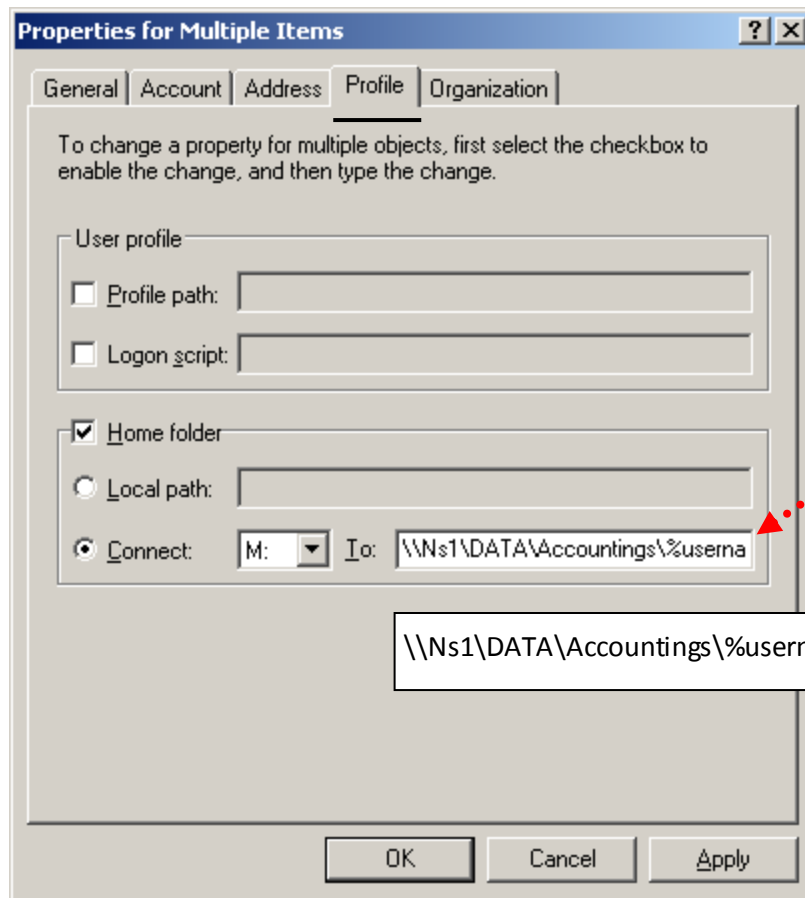 Properties for Multiple Items
General Account Address Profile Organization
To change a property for multiple objects, first select the checkbox to
enable the change, and then type the change.
User profile
Profile path:
Logon script:
Home folder
Local path:
Connect: M: To: \\Ns1\DATA\Accountings\%userna
\\Ns1\DATA\Accountings\%usern
OK Cancel Apply